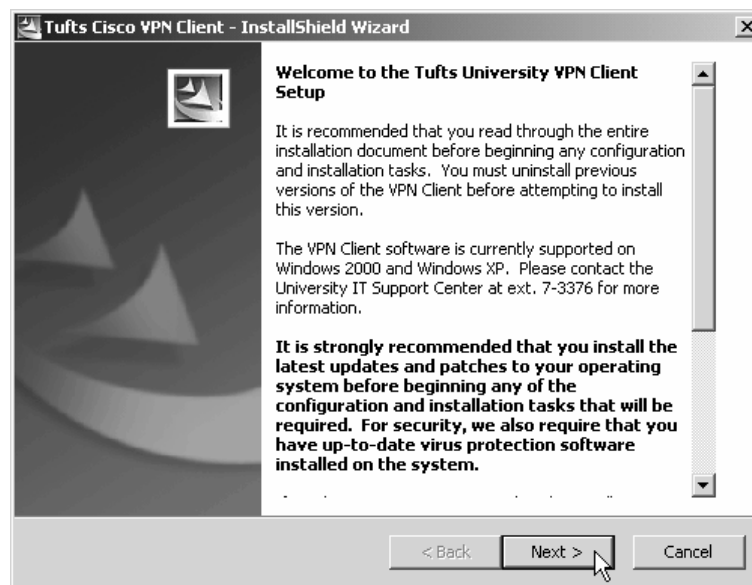 Tufts Cisco VPN Client - InstallShield Wizard
Welcome to the Tufts University VPN Client
Setup
It is recommended that you read through the entire
installation document before beginning any configuration
and installation tasks. You must uninstall previous
versions of the VPN Client before attempting to install
this version.
The VPN Client software is currently supported on
Windows 2000 and Windows XP. Please contact the
University IT Support Center at ext. 7-3376 for more
information.
It is strongly recommended that you install the
latest updates and patches to your operating
system before beginning any of the
configuration and installation tasks that will be
required. For security, we also require that you
have up-to-date virus protection software
installed on the system.
< Back
Next >
Cancel